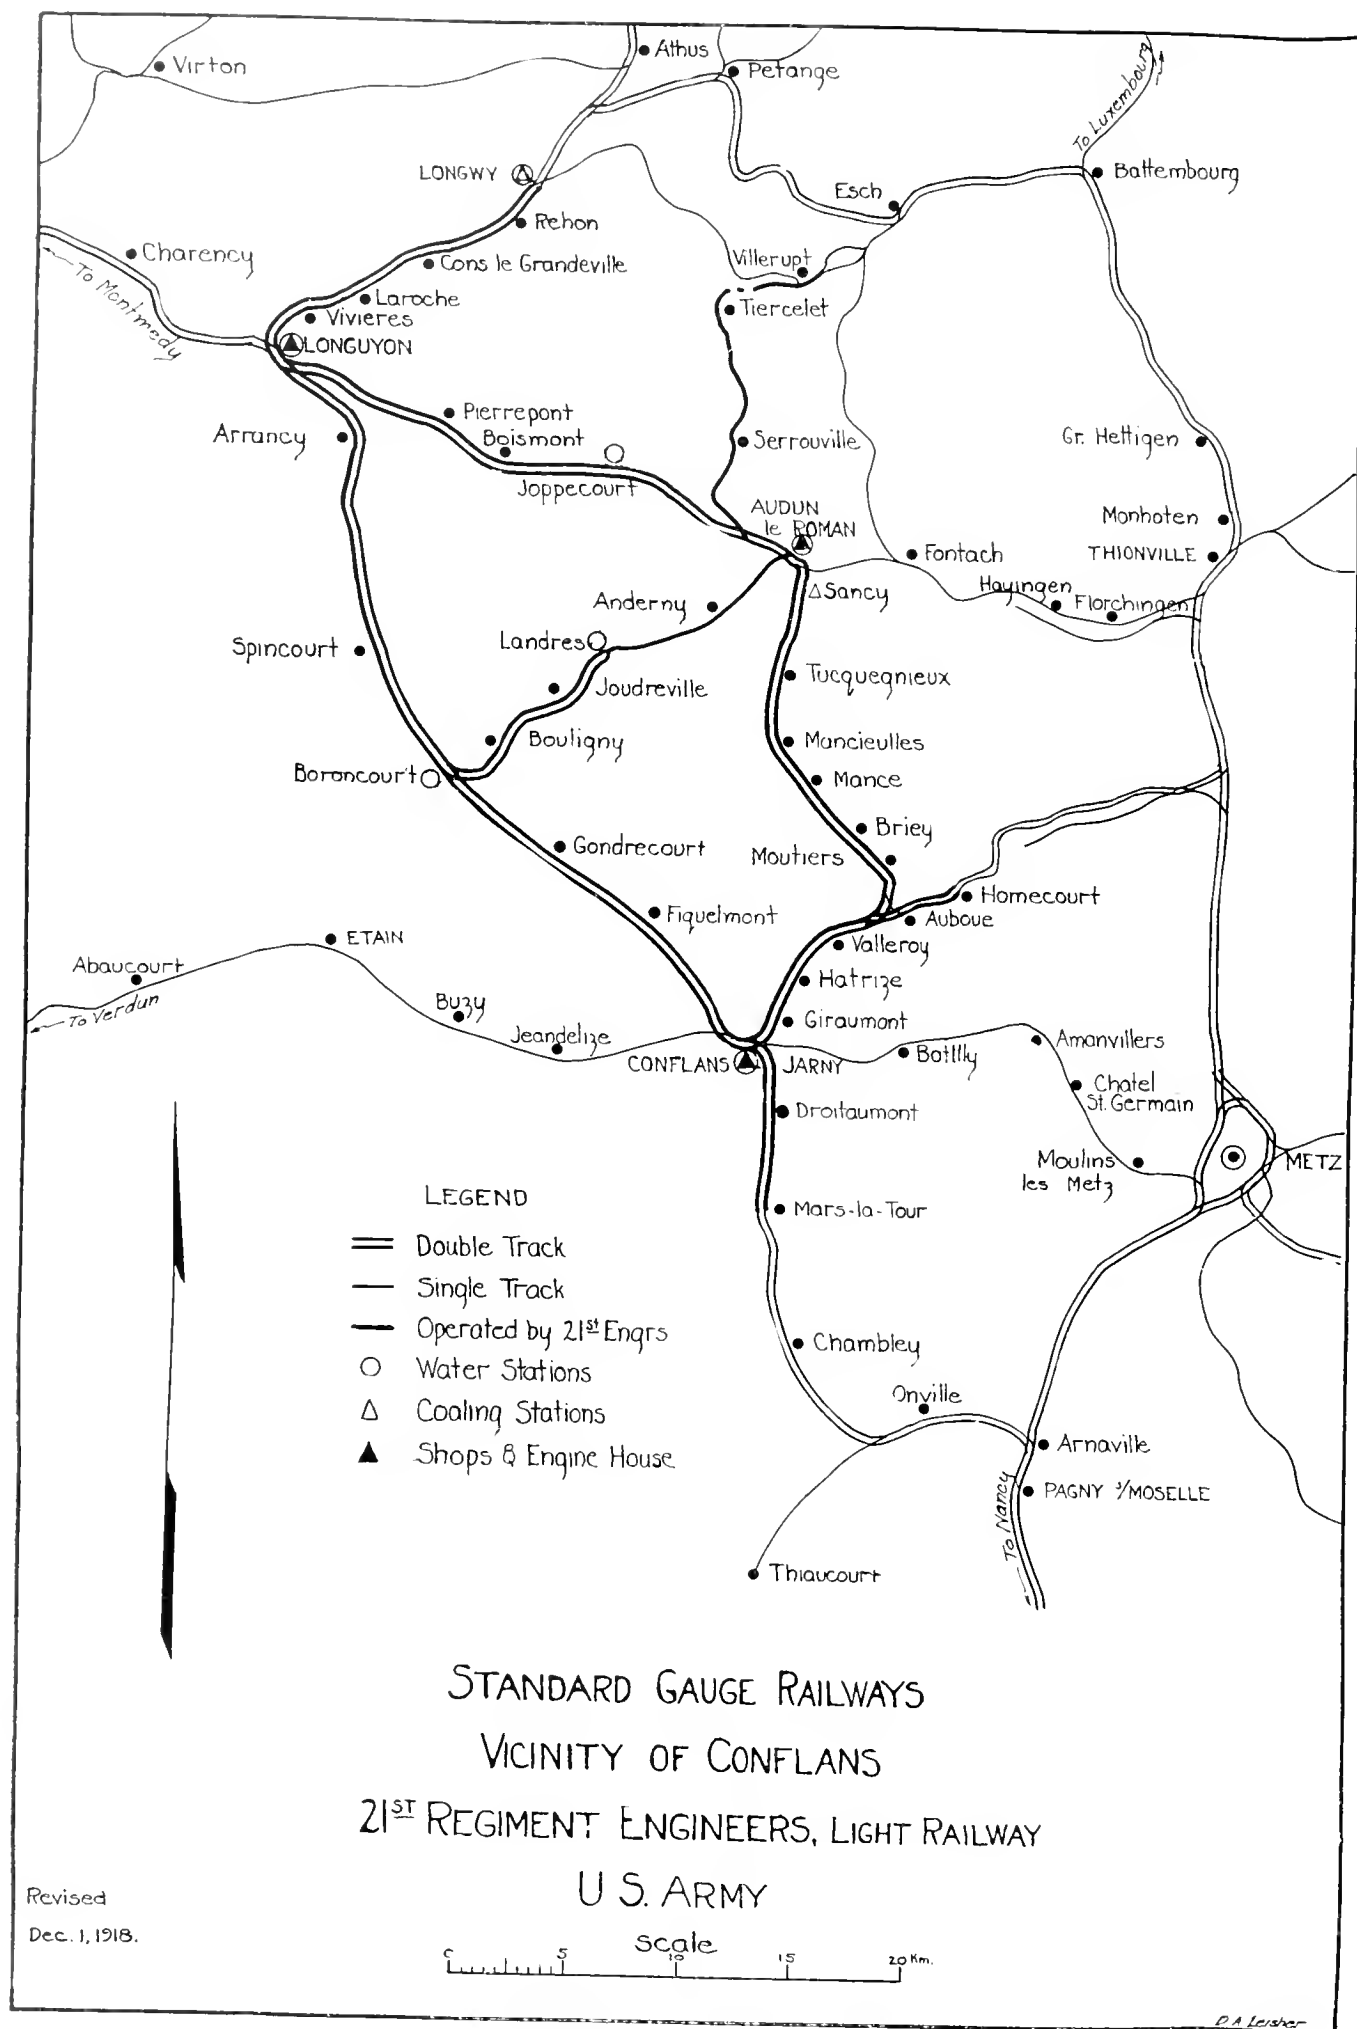 Athus
Virton
Petange
To Luxembourg
LONGWY
Battembourg
Esch
Rehon
Charency
Villerupt
Cons le Grandeville
To Montmedy
Laroche
Tiercelet
Vivieres
LONGUYON
Pierrepont
Arrancy
Boismont
Serrouville
Gr. Hettigen
Joppecourt
AUDUN
le ROMAN
Monhoten
Fontach
THIONVILLE
Sancy
Hayingen
Anderny
Florchingen
Landres
Spincourt
Tucquegnieux
Joudreville
Bouligny
Mancieulles
Boroncourt
Mance
Briey
Gondrecourt
Moutiers
Homecourt
Fiquelmont
Auboue
ETAIN
Valleroy
Abaucourt
Hatrize
To Verdun
Buzy
Giraumont
Jeandelize
Amanvillers
CONFLANS
JARNY
Batllly
Chatel
St. Germain
Droitaumont
Moulins
les Metz
METZ
Mars-la-Tour
LEGEND
Double Track
Single Track
Operated by 21st Engrs
Water Stations
Coaling Stations
Shops & Engine House
Chambley
Onville
Arnaville
PAGNY s/MOSELLE
To Nancy
Thiaucourt
STANDARD GAUGE RAILWAYS
VICINITY OF CONFLANS
21ST REGIMENT ENGINEERS, LIGHT RAILWAY
U S. ARMY
Revised
Dec. 1, 1918.
Scale
0 5 10 15 20 Km.
D.A. Leisher